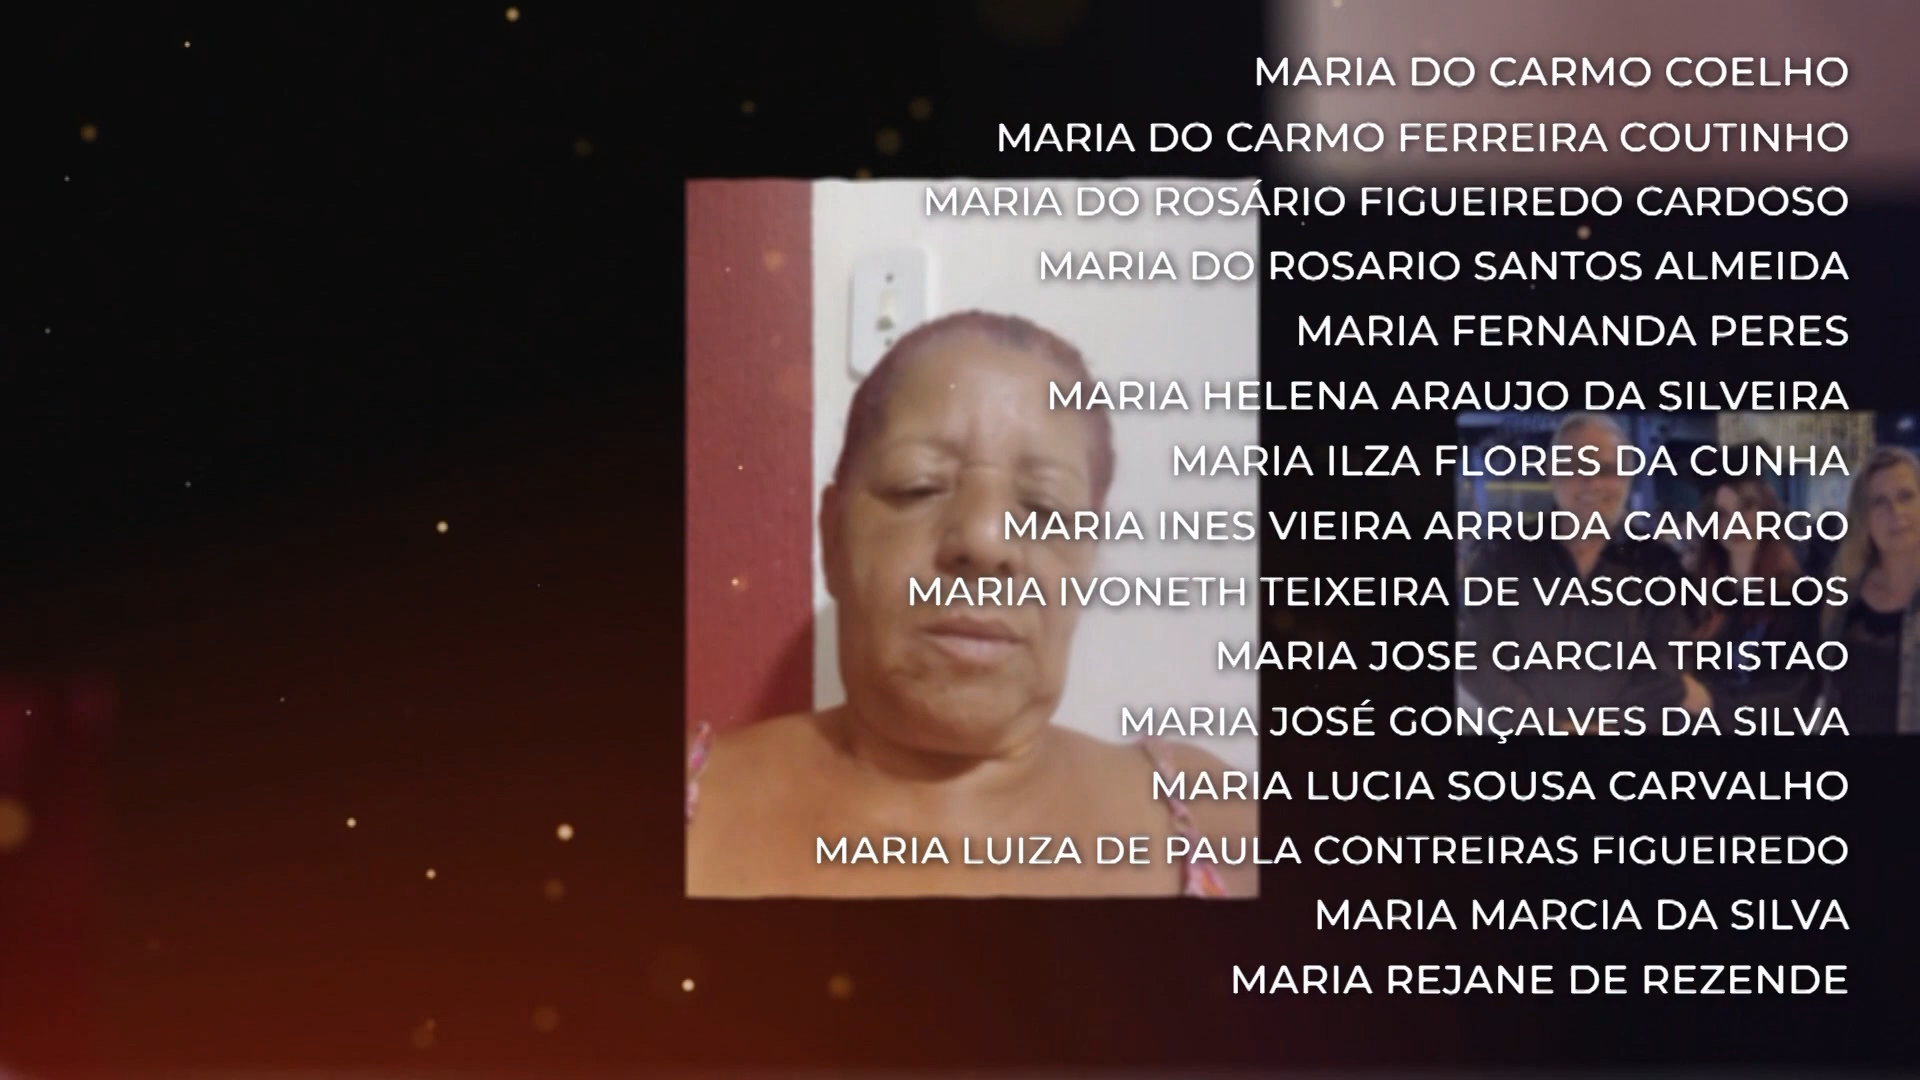 MARIA DO CARMO COELHO
MARIA DO CARMO FERREIRA COUTINHO
MARIA DO ROSÁRIO FIGUEIREDO CARDOSO
MARIA DO ROSARIO SANTOS ALMEIDA
MARIA FERNANDA PERES
MARIA HELENA ARAUJO DA SILVEIRA
MARIA ILZA FLORES DA CUNHA
MARIA INES VIEIRA ARRUDA CAMARGO
MARIA IVONETH TEIXEIRA DE VASCONCELOS
MARIA JOSE GARCIA TRISTAO
MARIA JOSÉ GONÇALVES DA SILVA
MARIA LUCIA SOUSA CARVALHO
MARIA LUIZA DE PAULA CONTREIRAS FIGUEIREDO
MARIA MARCIA DA SILVA
MARIA REJANE DE REZENDE